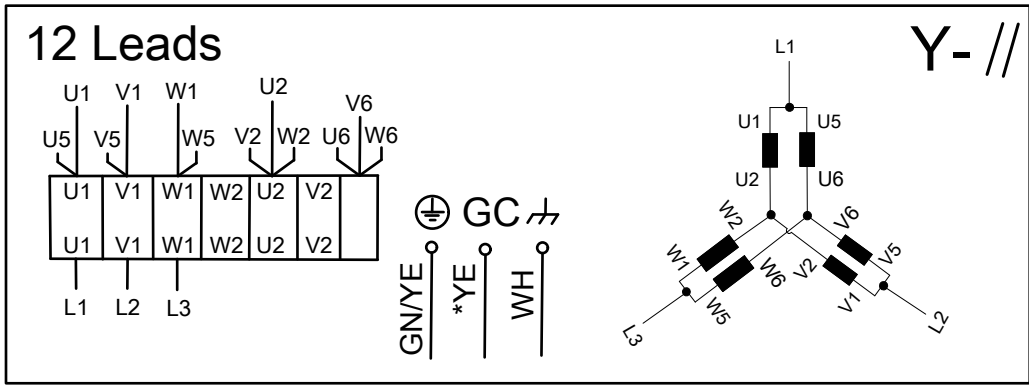 12 Leads
Y- //
U1 V1 W1 U2 V6
U5 V5 W5 V2 W2 U6 W6
U1 V1 W1 W2 U2 V2
U1 V1 W1 W2 U2 V2
L1 L2 L3
GC
GN/YE *YE WH
L1
U1 U5
U2 U6
W2 V6
W1 W6 V2 V5
W5 V1
L3 L2